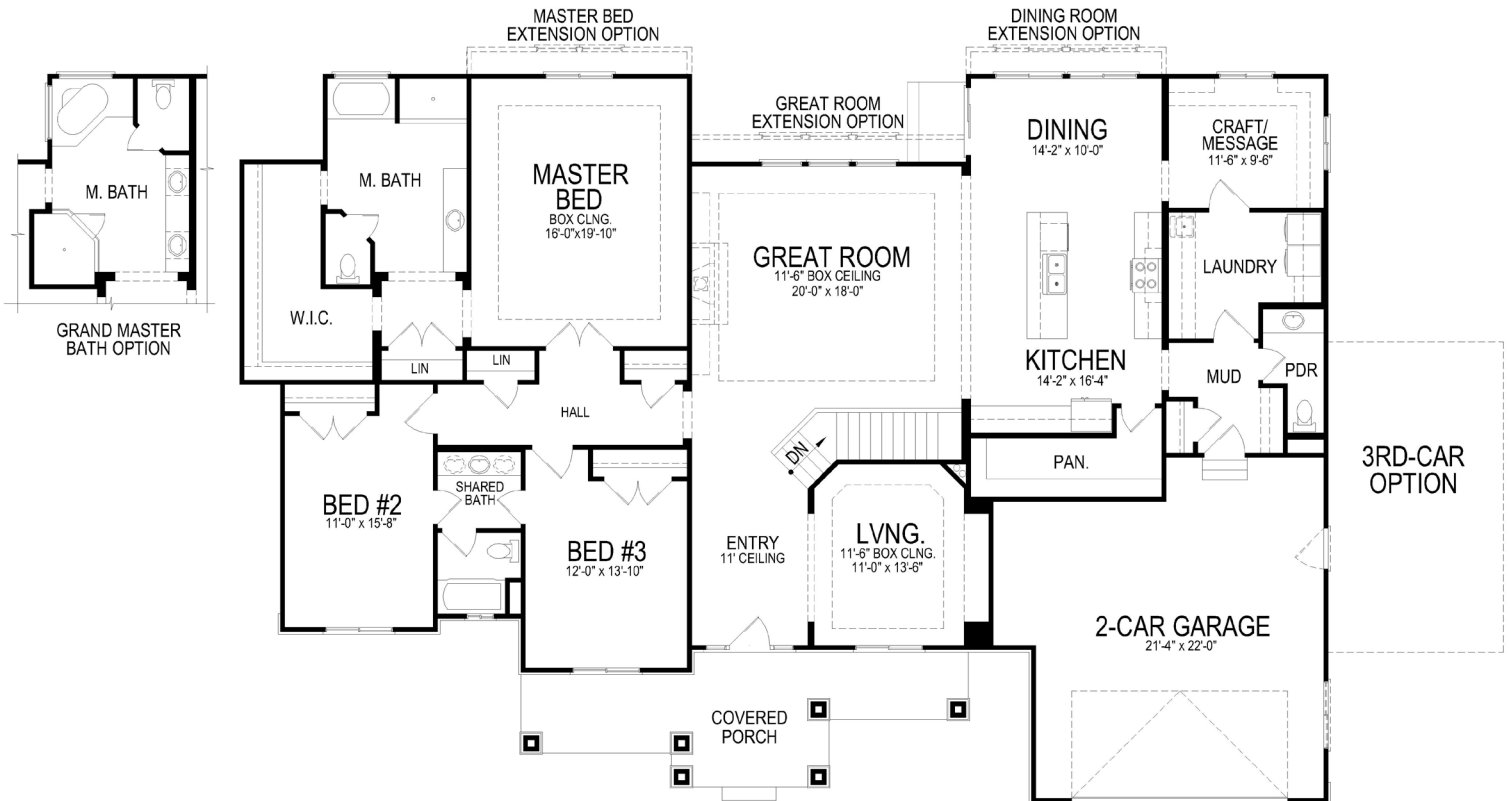 MASTER BED
EXTENSION OPTION
DINING ROOM
EXTENSION OPTION
GREAT ROOM
EXTENSION OPTION
M. BATH
GRAND MASTER
BATH OPTION
M. BATH
W.I.C.
LIN
LIN
MASTER
BED
BOX CLNG.
16'-0"x19'-10"
GREAT ROOM
11'-6" BOX CEILING
20'-0" x 18'-0"
DINING
14'-2" x 10'-0"
CRAFT/
MESSAGE
11'-6" x 9'-6"
LAUNDRY
KITCHEN
14'-2" x 16'-4"
MUD
PDR
HALL
DN
PAN.
3RD-CAR
OPTION
BED #2
11'-0" x 15'-8"
SHARED
BATH
BED #3
12'-0" x 13'-10"
ENTRY
11' CEILING
LVNG.
11'-6" BOX CLNG.
11'-0" x 13'-6"
2-CAR GARAGE
21'-4" x 22'-0"
COVERED
PORCH